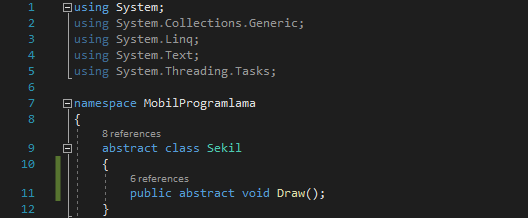 1 using System;
2 using System.Collections.Generic;
3 using System.Linq;
4 using System.Text;
5 using System.Threading.Tasks;
6
7 namespace MobilProgramlama
8 {
8 references
9 abstract class Sekil
10 {
6 references
11 public abstract void Draw();
12 }